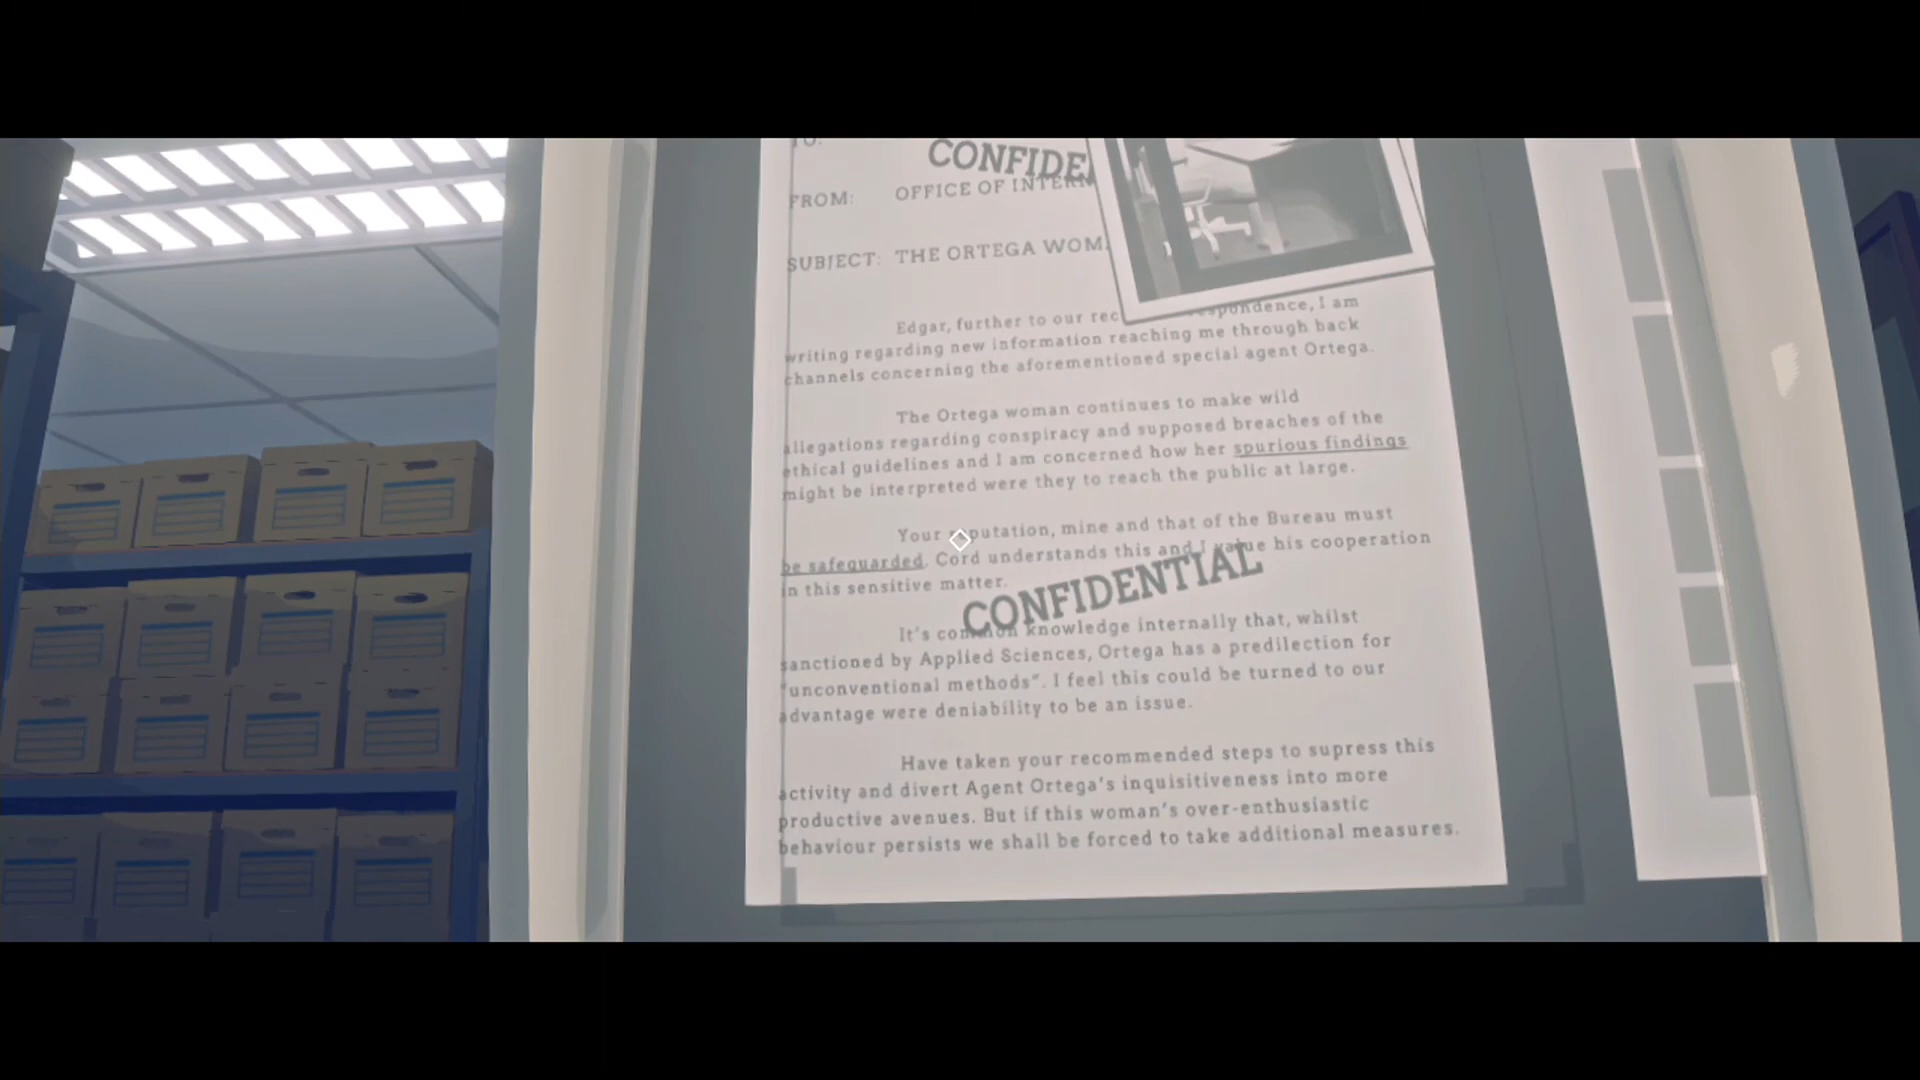 TO:
CONFIDE
FROM: OFFICE OF INTERN
SUBJECT: THE ORTEGA WOM
Edgar, further to our rec spondence, I am
writing regarding new information reaching me through back
channels concerning the aforementioned special agent Ortega.
The Ortega woman continues to make wild
allegations regarding conspiracy and supposed breaches of the
ethical guidelines and I am concerned how her spurious findings
might be interpreted were they to reach the public at large.
Your reputation, mine and that of the Bureau must
be safeguarded. Cord understands this and I value his cooperation
in this sensitive matter.
CONFIDENTIAL
It's common knowledge internally that, whilst
sanctioned by Applied Sciences, Ortega has a predilection for
"unconventional methods". I feel this could be turned to our
advantage were deniability to be an issue.
Have taken your recommended steps to supress this
activity and divert Agent Ortega's inquisitiveness into more
productive avenues. But if this woman's over-enthusiastic
behaviour persists we shall be forced to take additional measures.